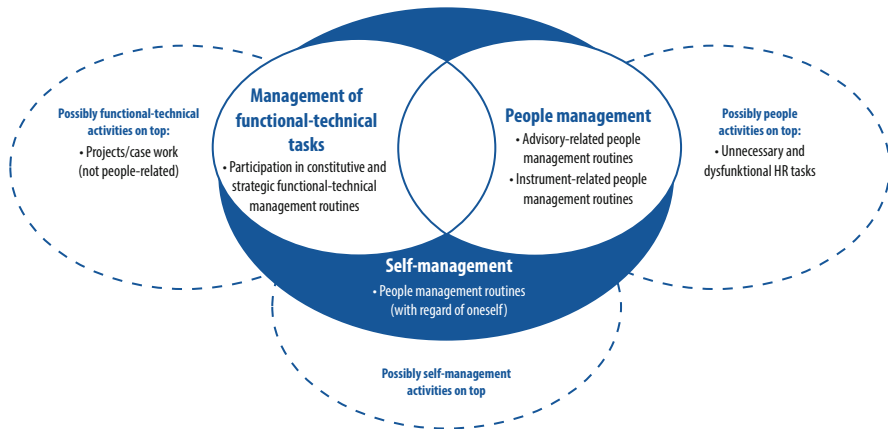 Possibly functional-technical
activities on top:
• Projects/case work
(not people-related)
Management of
functional-technical
tasks
• Participation in constitutive and
strategic functional-technical
management routines
People management
• Advisory-related people
management routines
• Instrument-related people
management routines
Possibly people
activities on top:
• Unnecessary and
dysfunktional HR tasks
Self-management
• People management routines
(with regard of oneself)
Possibly self-management
activities on top